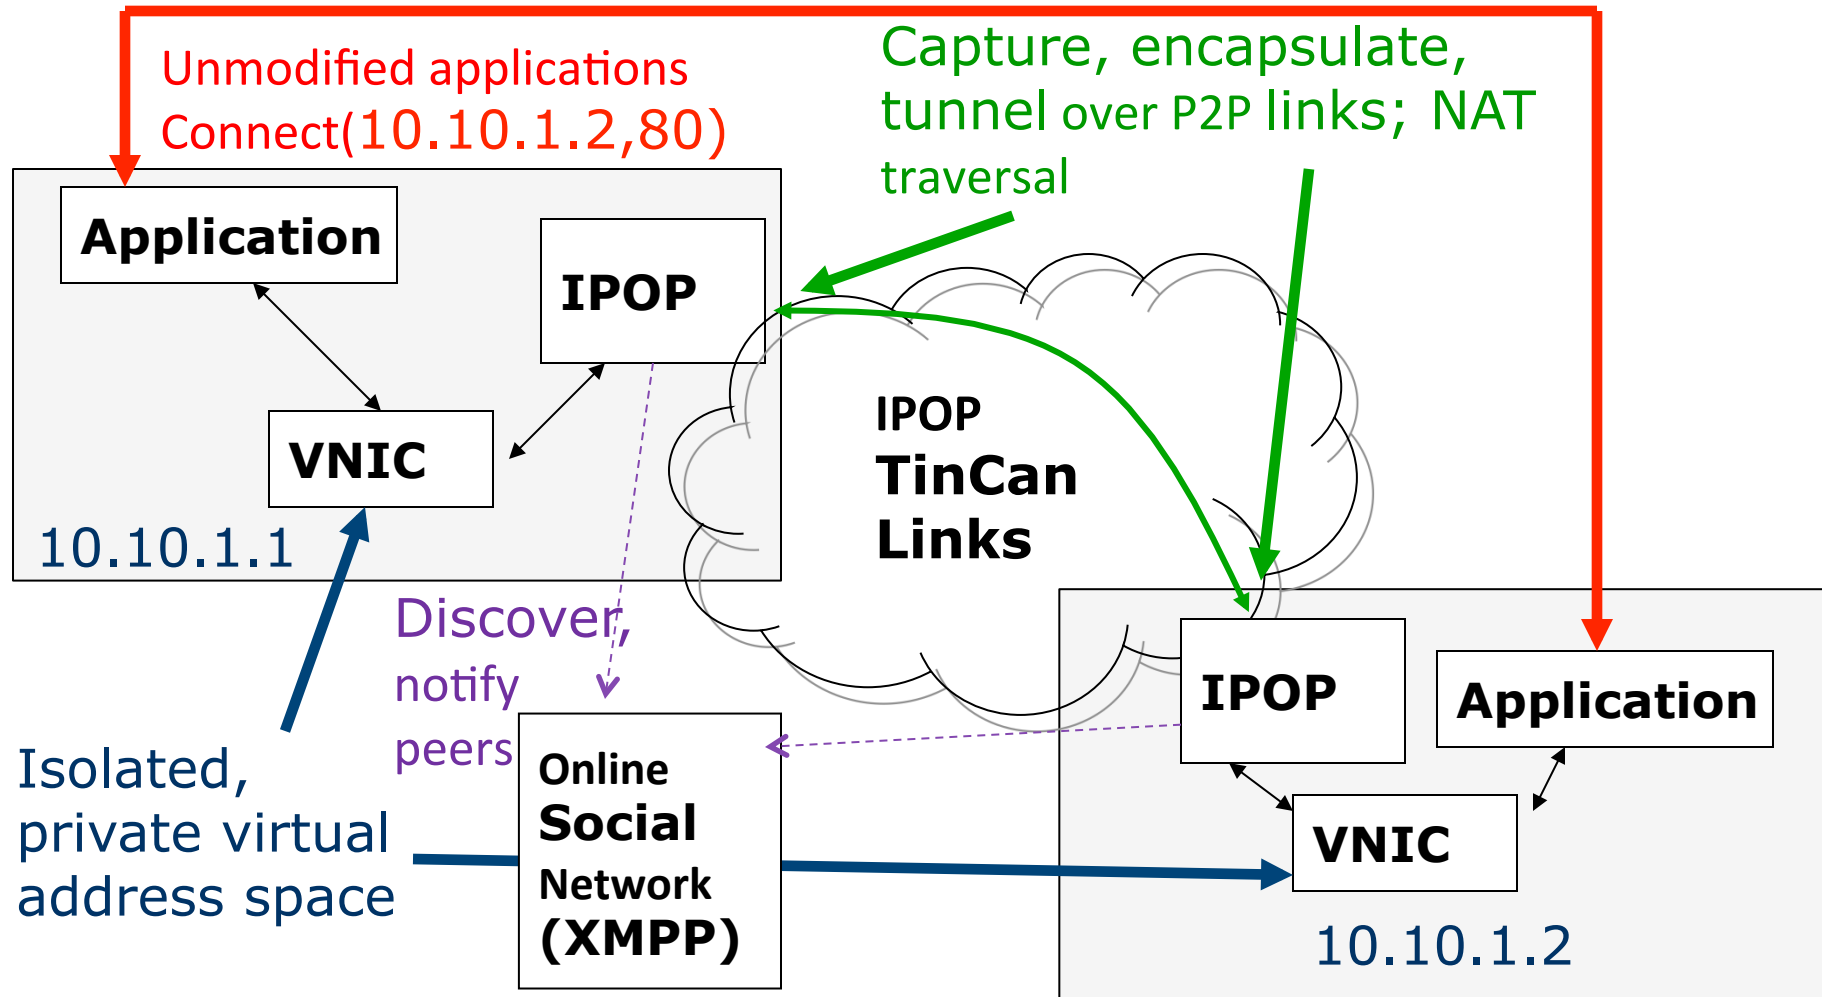 Unmodified applications
Connect(10.10.1.2,80)
Capture, encapsulate,
tunnel over P2P links; NAT
traversal
Application
IPOP
VNIC
10.10.1.1
IPOP
TinCan
Links
Discover,
notify
peers
Isolated,
private virtual
address space
Online
Social
Network
(XMPP)
IPOP
Application
VNIC
10.10.1.2